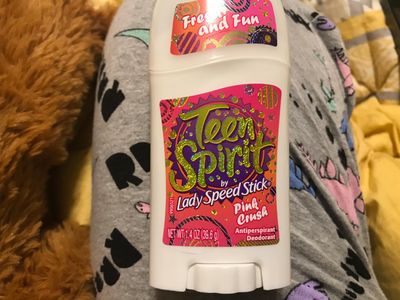 Fresh
and Fun
Teen
Spirit
by
Lady Speed Stick
Pink
Crush
Antiperspirant
Deodorant
NET WT 1.4 OZ (39.6 g)